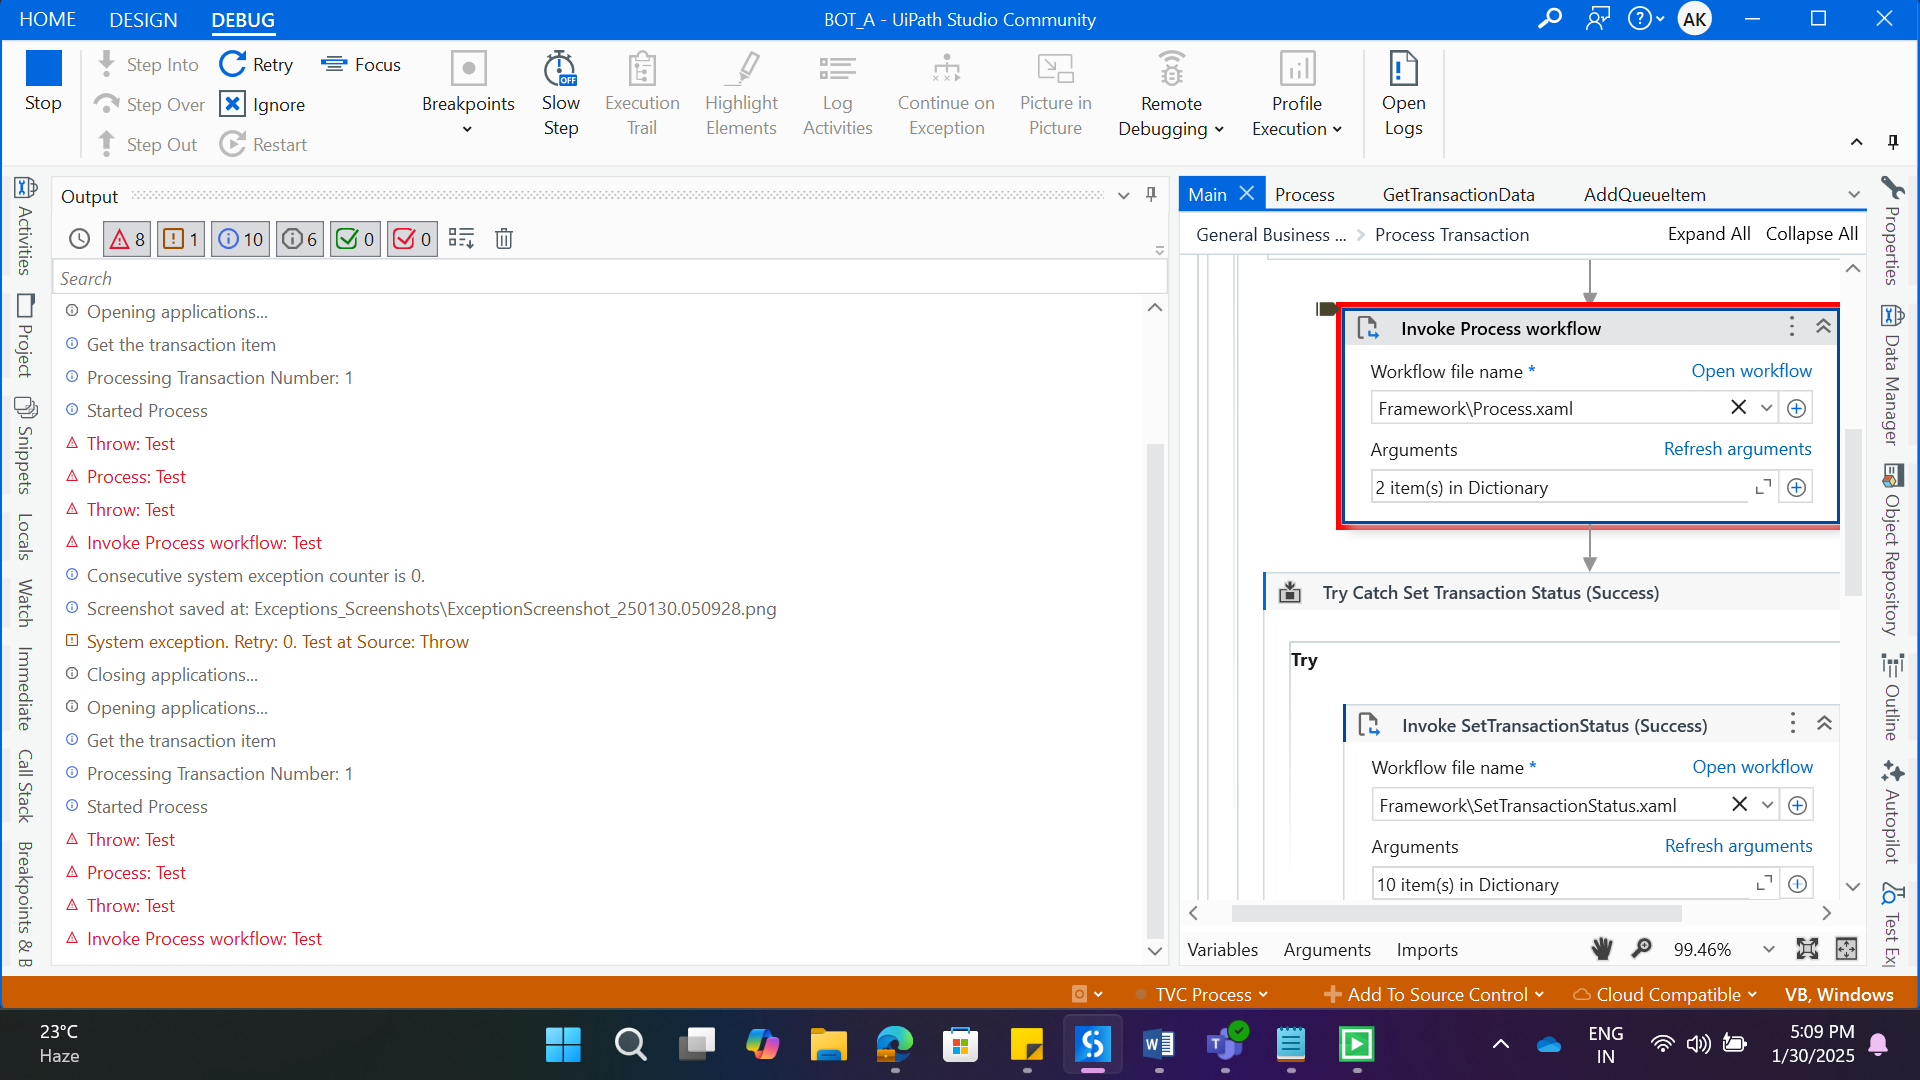 HOME DESIGN DEBUG
BOT_A - UiPath Studio Community
AK
Stop
Step Into
Step Over
Step Out
Retry
Ignore
Restart
Focus
Breakpoints
Slow
Step
OFF
Execution
Trail
Highlight
Elements
Log
Activities
Continue on
Exception
Picture in
Picture
Remote
Debugging
Profile
Execution
Open
Logs
Activities
Project
Snippets
Locals
Watch
Immediate
Call Stack
Breakpoints & B
Output
8 1 10 6 0 0
Search
Opening applications...
Get the transaction item
Processing Transaction Number: 1
Started Process
Throw: Test
Process: Test
Throw: Test
Invoke Process workflow: Test
Consecutive system exception counter is 0.
Screenshot saved at: Exceptions_Screenshots\ExceptionScreenshot_250130.050928.png
System exception. Retry: 0. Test at Source: Throw
Closing applications...
Opening applications...
Get the transaction item
Processing Transaction Number: 1
Started Process
Throw: Test
Process: Test
Throw: Test
Invoke Process workflow: Test
Main Process GetTransactionData AddQueueItem
General Business ... > Process Transaction Expand All Collapse All
Invoke Process workflow
Workflow file name * Open workflow
Framework\Process.xaml
Arguments Refresh arguments
2 item(s) in Dictionary
Try Catch Set Transaction Status (Success)
Try
Invoke SetTransactionStatus (Success)
Workflow file name * Open workflow
Framework\SetTransactionStatus.xaml
Arguments Refresh arguments
10 item(s) in Dictionary
Variables Arguments Imports 99.46%
Properties
Data Manager
Object Repository
Outline
Autopilot
Test Exp
TVC Process Add To Source Control Cloud Compatible VB, Windows
23°C
Haze
ENG
IN
5:09 PM
1/30/2025